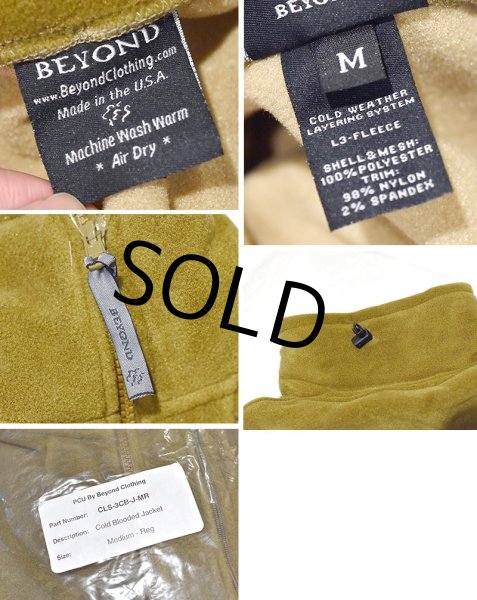 BEYOND
www.BeyondClothing.com
Made in the U.S.A.
Machine Wash Warm
* Air Dry *
BEYOND
M
COLD WEATHER
LAYERING SYSTEM
L3-FLEECE
SHELL&MESH:
100%POLYESTER
TRIM:
98% NYLON
2% SPANDEX
SOLD
BEYOND
PCU By Beyond Clothing
Part Number: CLS-3CB-J-MR
Description: Cold Blooded Jacket
Size: Medium - Reg